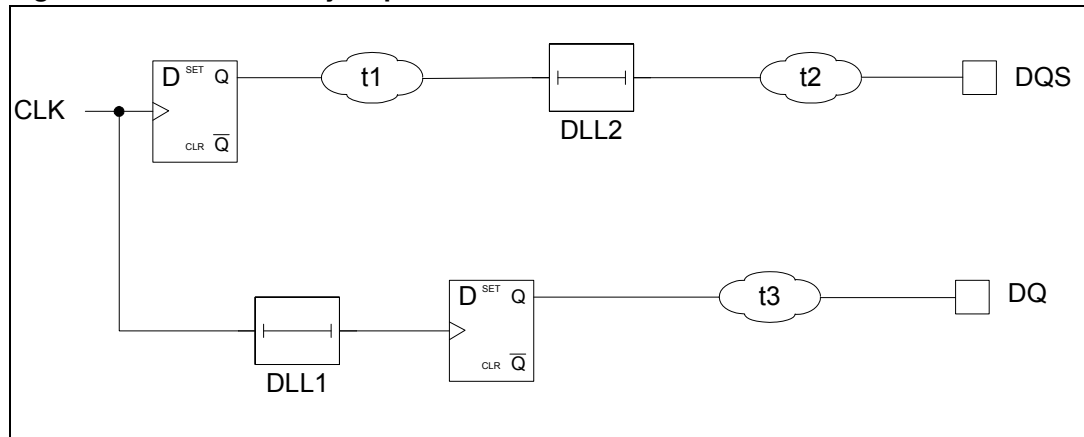 D SET Q
t1
t2
DQS
CLK
CLR Q
DLL2
D SET Q
t3
DQ
CLR Q
DLL1